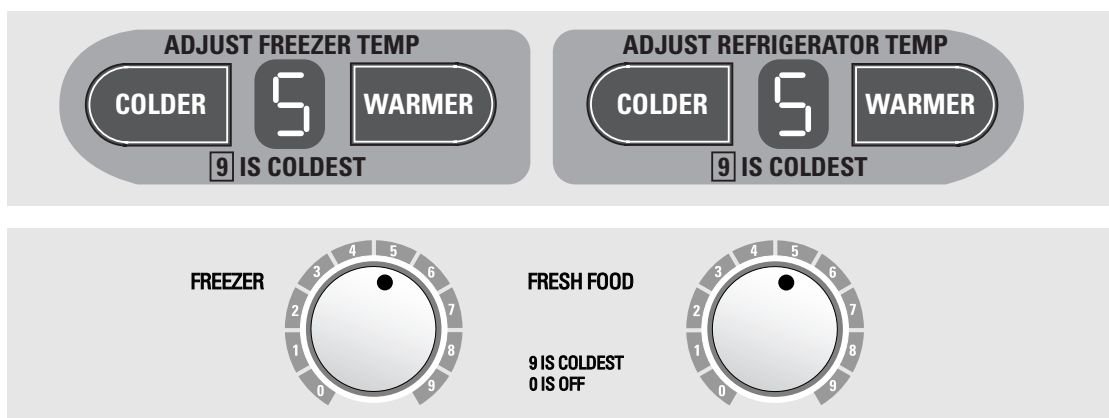 ADJUST FREEZER TEMP
COLDER 5 WARMER
9 IS COLDEST
ADJUST REFRIGERATOR TEMP
COLDER 5 WARMER
9 IS COLDEST
FREEZER
0 1 2 3 4 5 6 7 8 9
FRESH FOOD
9 IS COLDEST
0 IS OFF
0 1 2 3 4 5 6 7 8 9